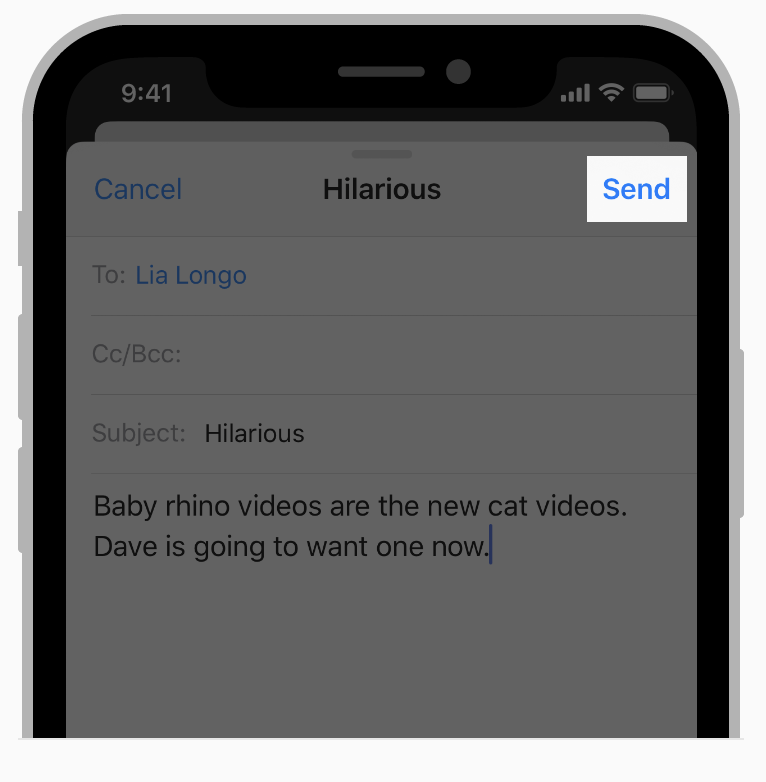 9:41
Cancel Hilarious Send
To: Lia Longo
Cc/Bcc:
Subject: Hilarious
Baby rhino videos are the new cat videos.
Dave is going to want one now.